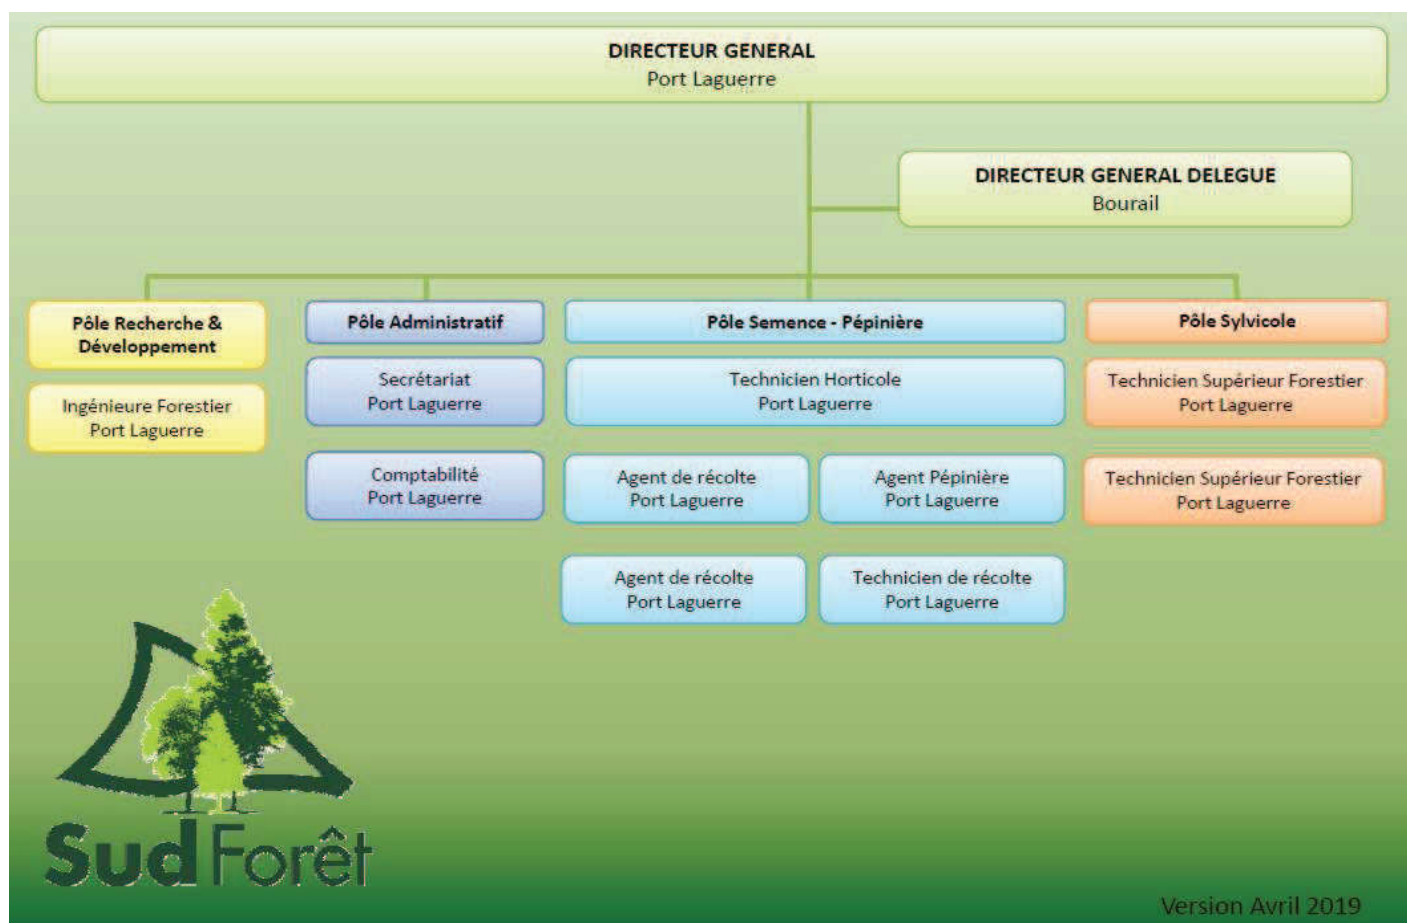 DIRECTEUR GENERAL
Port Laguerre
DIRECTEUR GENERAL DELEGUE
Bourail
Pôle Recherche &
Développement
Ingénieure Forestier
Port Laguerre
Pôle Administratif
Secrétariat
Port Laguerre
Comptabilité
Port Laguerre
Pôle Semence - Pépinière
Technicien Horticole
Port Laguerre
Agent de récolte
Port Laguerre
Agent Pépinière
Port Laguerre
Agent de récolte
Port Laguerre
Technicien de récolte
Port Laguerre
Pôle Sylvicole
Technicien Supérieur Forestier
Port Laguerre
Technicien Supérieur Forestier
Port Laguerre
Sud Forêt
Version Avril 2019